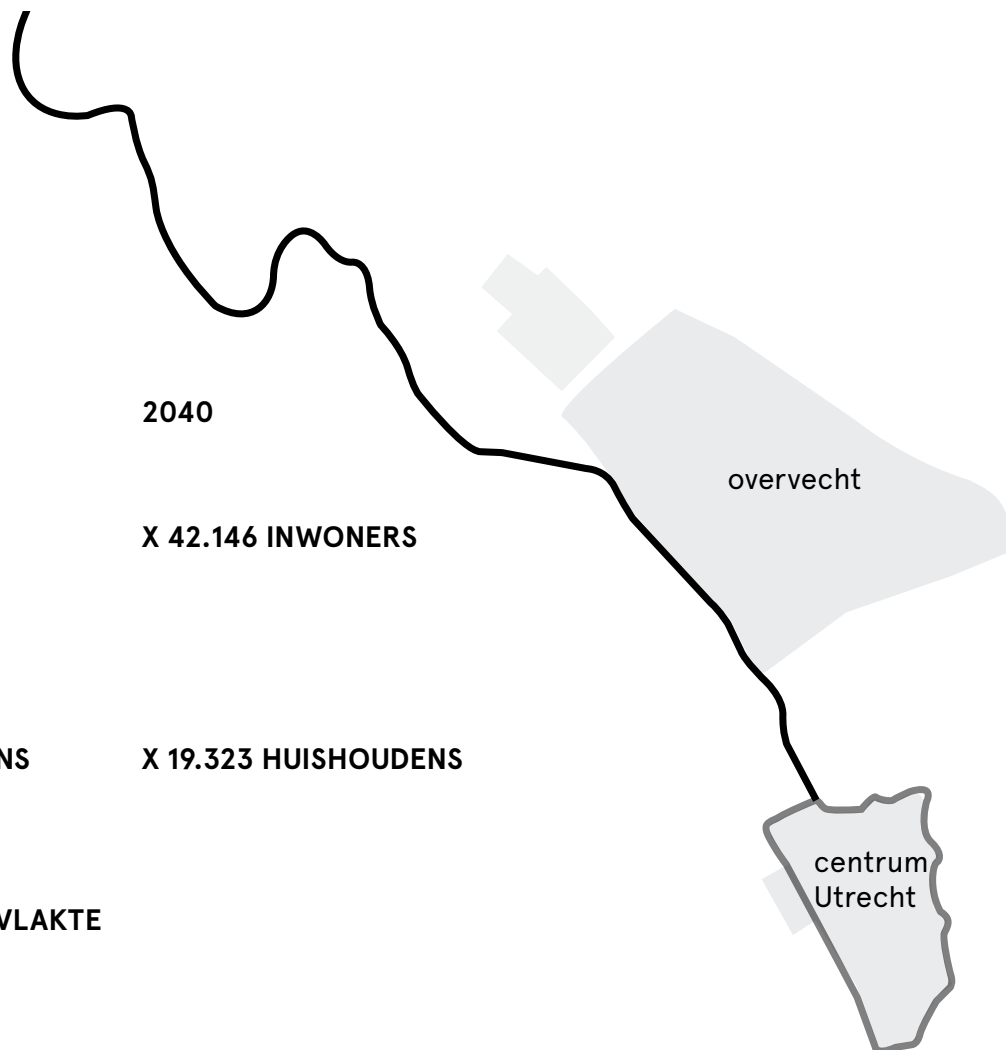 2040
overvecht
X 42.146 INWONERS
NS X 19.323 HUISHOUDENS
centrum
Utrecht
VLAKTE